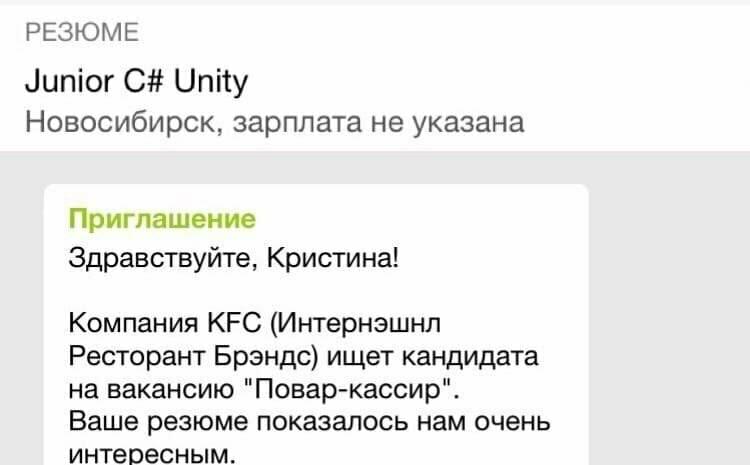 РЕЗЮМЕ
Junior C# Unity
Новосибирск, зарплата не указана
Приглашение
Здравствуйте, Кристина!
Компания KFC (Интернэшнл
Ресторант Брэндс) ищет кандидата
на вакансию "Повар-кассир".
Ваше резюме показалось нам очень
интересным.